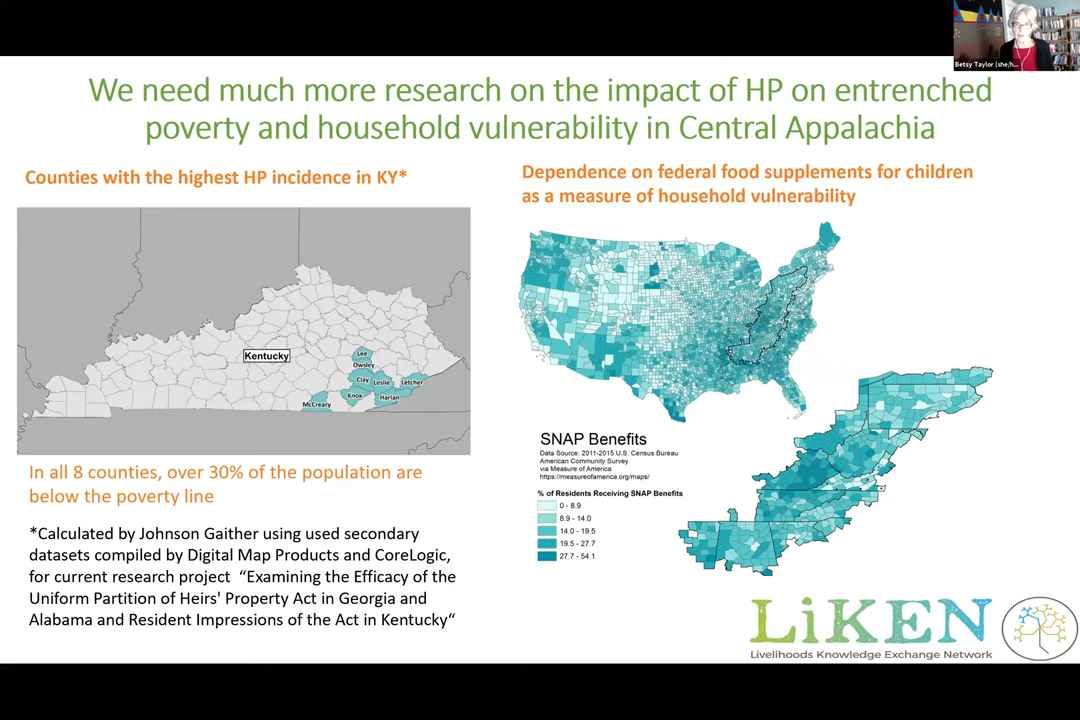 Betsy Taylor (she/h...
We need much more research on the impact of HP on entrenched
poverty and household vulnerability in Central Appalachia
Counties with the highest HP incidence in KY*
Kentucky
Lee
Owsley
Clay
Leslie
Letcher
Knox
Harlan
McCreary
In all 8 counties, over 30% of the population are
below the poverty line
*Calculated by Johnson Gaither using used secondary
datasets compiled by Digital Map Products and CoreLogic,
for current research project “Examining the Efficacy of the
Uniform Partition of Heirs' Property Act in Georgia and
Alabama and Resident Impressions of the Act in Kentucky“
Dependence on federal food supplements for children
as a measure of household vulnerability
SNAP Benefits
Data Source: 2011-2015 U.S. Census Bureau
American Community Survey
via Measure of America
https://measureofamerica.org/maps/
% of Residents Receiving SNAP Benefits
0 - 8.9
8.9 - 14.0
14.0 - 19.5
19.5 - 27.7
27.7 - 54.1
LiKEN
Livelihoods Knowledge Exchange Network